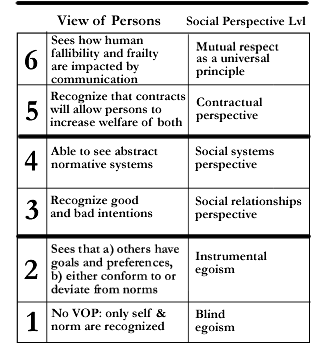 View of Persons Social Perspective Lvl
6
Sees how human
fallibility and frailty
are impacted by
communication
Mutual respect
as a universal
principle
5
Recognize that contracts
will allow persons to
increase welfare of both
Contractual
perspective
4
Able to see abstract
normative systems
Social systems
perspective
3
Recognize good
and bad intentions
Social relationships
perspective
2
Sees that a) others have
goals and preferences,
b) either conform to or
deviate from norms
Instrumental
egoism
1
No VOP: only self &
norm are recognized
Blind
egoism